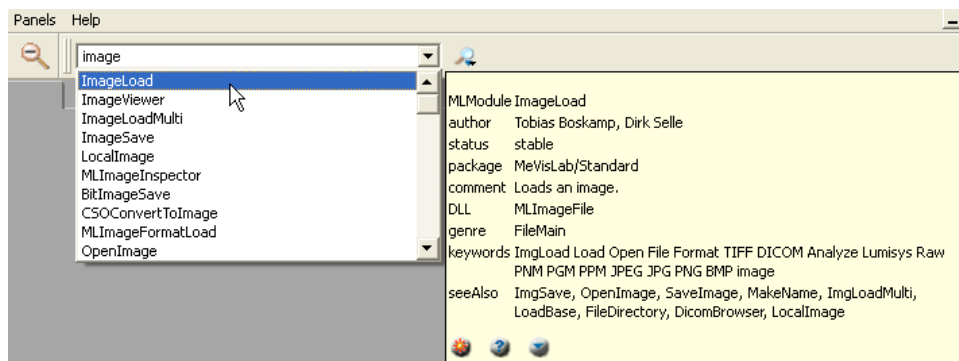 Panels Help
image
ImageLoad
ImageViewer
ImageLoadMulti
ImageSave
LocalImage
MLImageInspector
BitImageSave
CSOConvertToImage
MLImageFormatLoad
OpenImage
MLModule ImageLoad
author Tobias Boskamp, Dirk Selle
status stable
package MeVisLab/Standard
comment Loads an image.
DLL MLImageFile
genre FileMain
keywords ImgLoad Load Open File Format TIFF DICOM Analyze Lumisys Raw
PNM PGM PPM JPEG JPG PNG BMP image
seeAlso ImgSave, OpenImage, SaveImage, MakeName, ImgLoadMulti,
LoadBase, FileDirectory, DicomBrowser, LocalImage